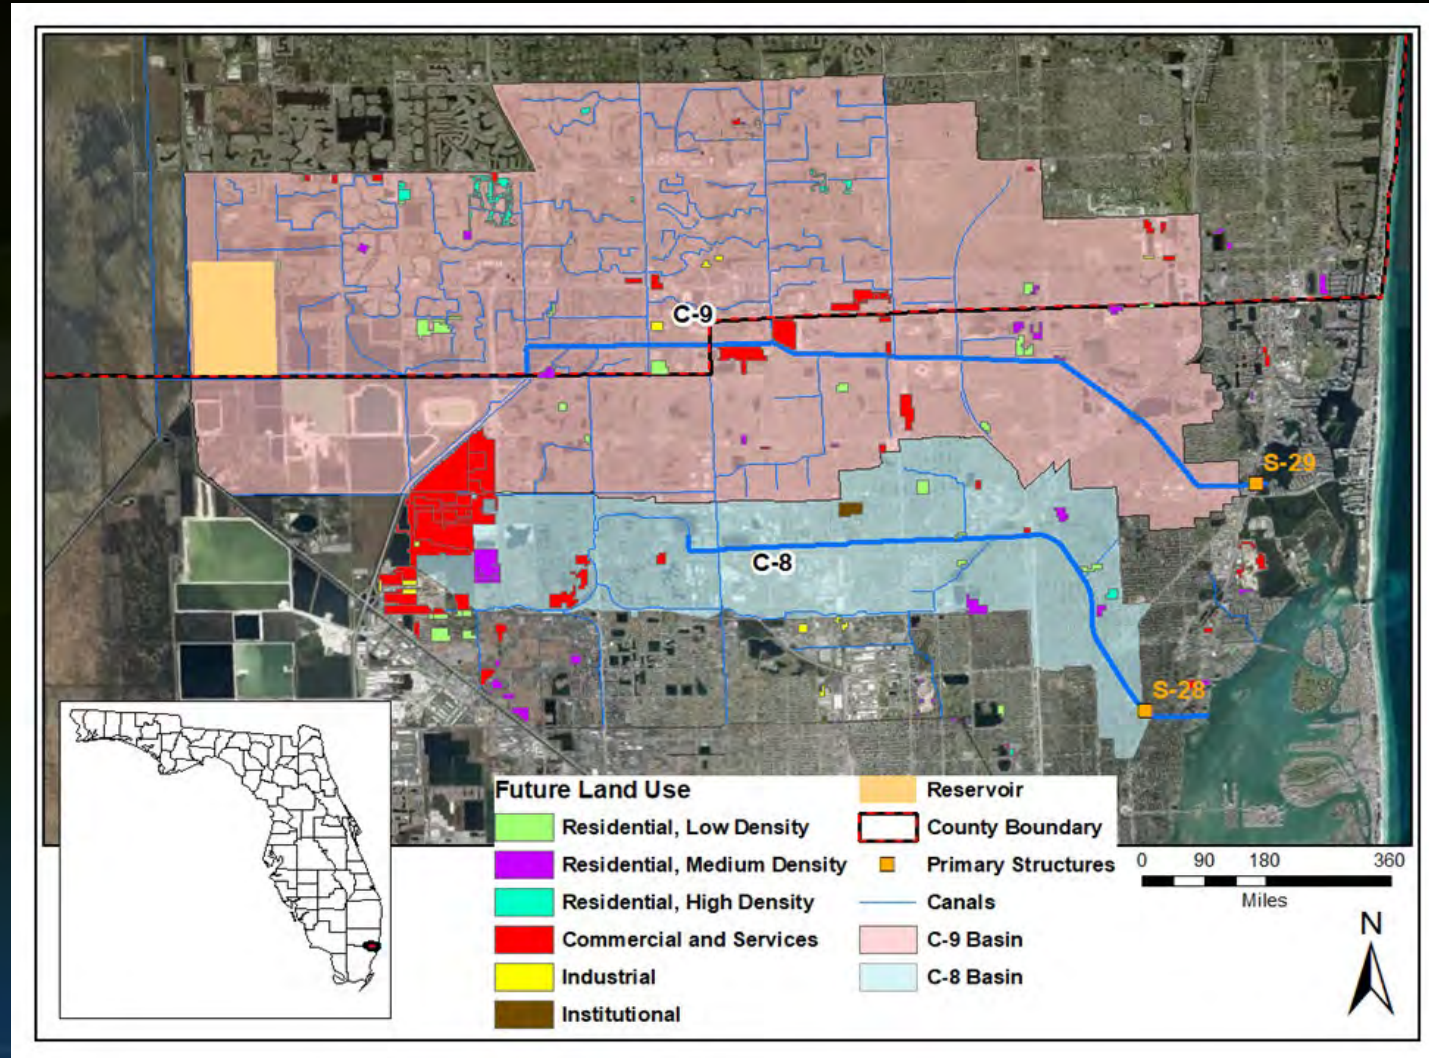 C-9
S-29
C-8
S-28
Future Land Use
Residential, Low Density
Residential, Medium Density
Residential, High Density
Commercial and Services
Industrial
Institutional
Reservoir
County Boundary
Primary Structures
Canals
C-9 Basin
C-8 Basin
0 90 180 360
Miles
N